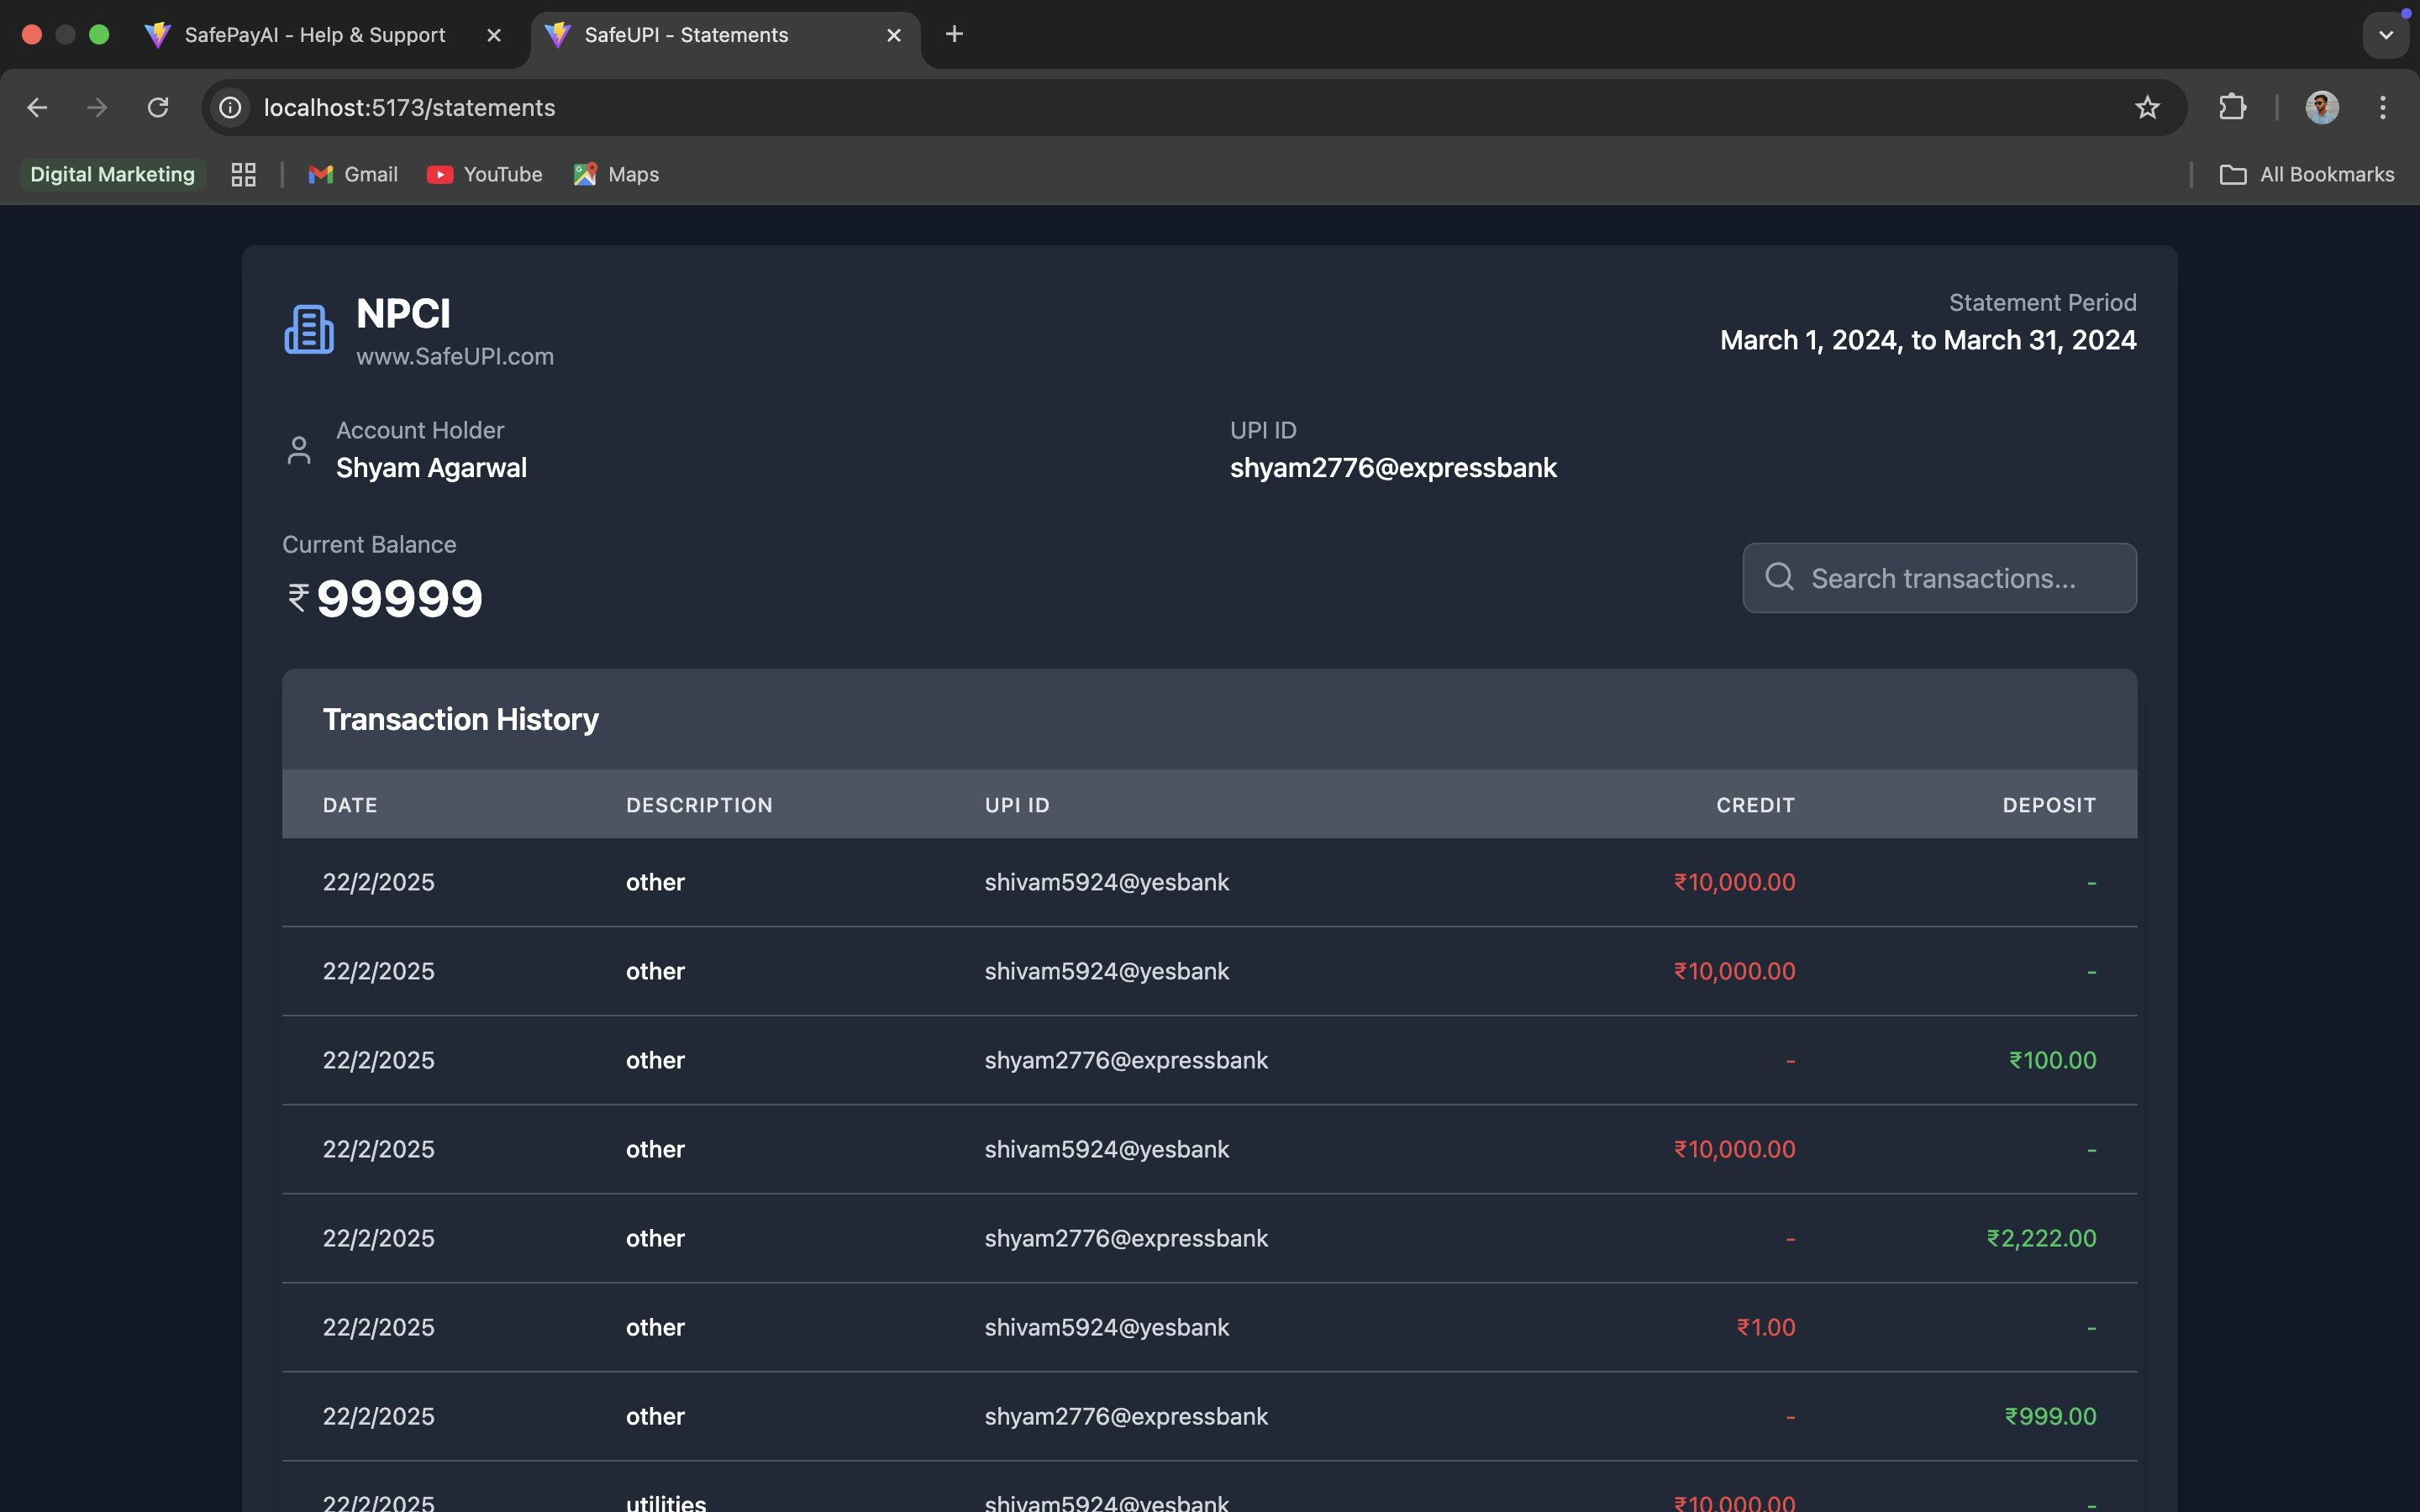 SafePayAI - Help & Support
SafeUPI - Statements
localhost:5173/statements
Digital Marketing
Gmail
YouTube
Maps
All Bookmarks
NPCI
www.SafeUPI.com
Statement Period
March 1, 2024, to March 31, 2024
Account Holder
Shyam Agarwal
UPI ID
shyam2776@expressbank
Current Balance
₹99999
Search transactions...
Transaction History
DATE DESCRIPTION UPI ID CREDIT DEPOSIT
22/2/2025 other shivam5924@yesbank ₹10,000.00 -
22/2/2025 other shivam5924@yesbank ₹10,000.00 -
22/2/2025 other shyam2776@expressbank - ₹100.00
22/2/2025 other shivam5924@yesbank ₹10,000.00 -
22/2/2025 other shyam2776@expressbank - ₹2,222.00
22/2/2025 other shivam5924@yesbank ₹1.00 -
22/2/2025 other shyam2776@expressbank - ₹999.00
22/2/2025 utilities shivam5924@yesbank ₹10,000.00 -